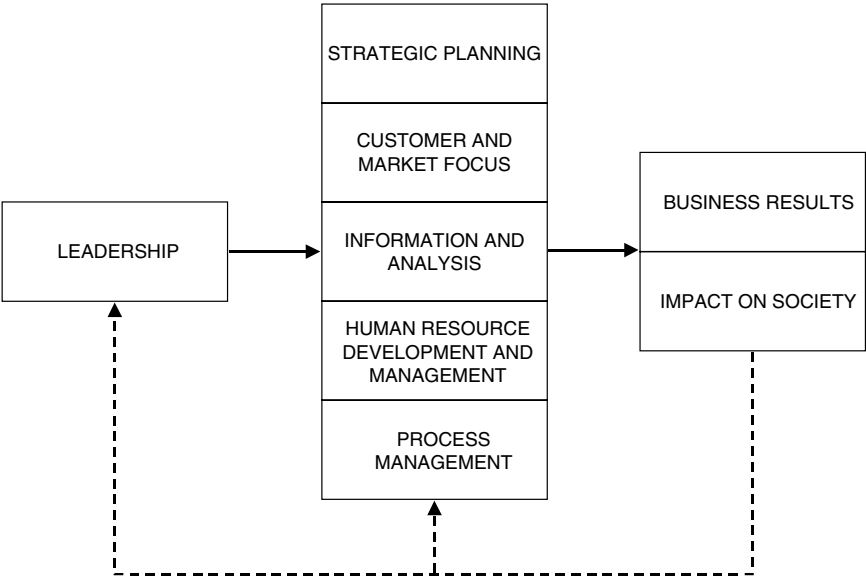 LEADERSHIP
STRATEGIC PLANNING
CUSTOMER AND
MARKET FOCUS
INFORMATION AND
ANALYSIS
HUMAN RESOURCE
DEVELOPMENT AND
MANAGEMENT
PROCESS
MANAGEMENT
BUSINESS RESULTS
IMPACT ON SOCIETY